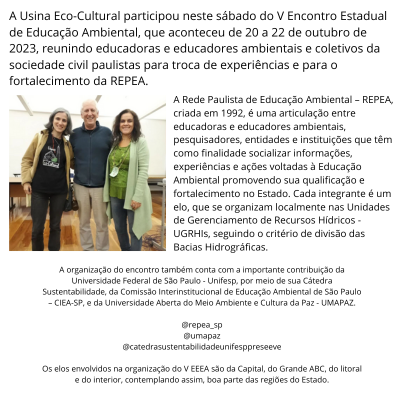 A Usina Eco-Cultural participou neste sábado do V Encontro Estadual
de Educação Ambiental, que aconteceu de 20 a 22 de outubro de
2023, reunindo educadoras e educadores ambientais e coletivos da
sociedade civil paulistas para troca de experiências e para o
fortalecimento da REPEA.
A Rede Paulista de Educação Ambiental – REPEA,
criada em 1992, é uma articulação entre
educadoras e educadores ambientais,
pesquisadores, entidades e instituições que têm
como finalidade socializar informações,
experiências e ações voltadas à Educação
Ambiental promovendo sua qualificação e
fortalecimento no Estado. Cada integrante é um
elo, que se organizam localmente nas Unidades
de Gerenciamento de Recursos Hídricos -
UGRHIs, seguindo o critério de divisão das
Bacias Hidrográficas.
A organização do encontro também conta com a importante contribuição da
Universidade Federal de São Paulo - Unifesp, por meio de sua Cátedra
Sustentabilidade, da Comissão Interinstitucional de Educação Ambiental de São Paulo
– CIEA-SP, e da Universidade Aberta do Meio Ambiente e Cultura da Paz - UMAPAZ.
@repea_sp
@umapaz
@catedrasustentabilidadeunifesppreseeve
Os elos envolvidos na organização do V EEEA são da Capital, do Grande ABC, do litoral
e do interior, contemplando assim, boa parte das regiões do Estado.